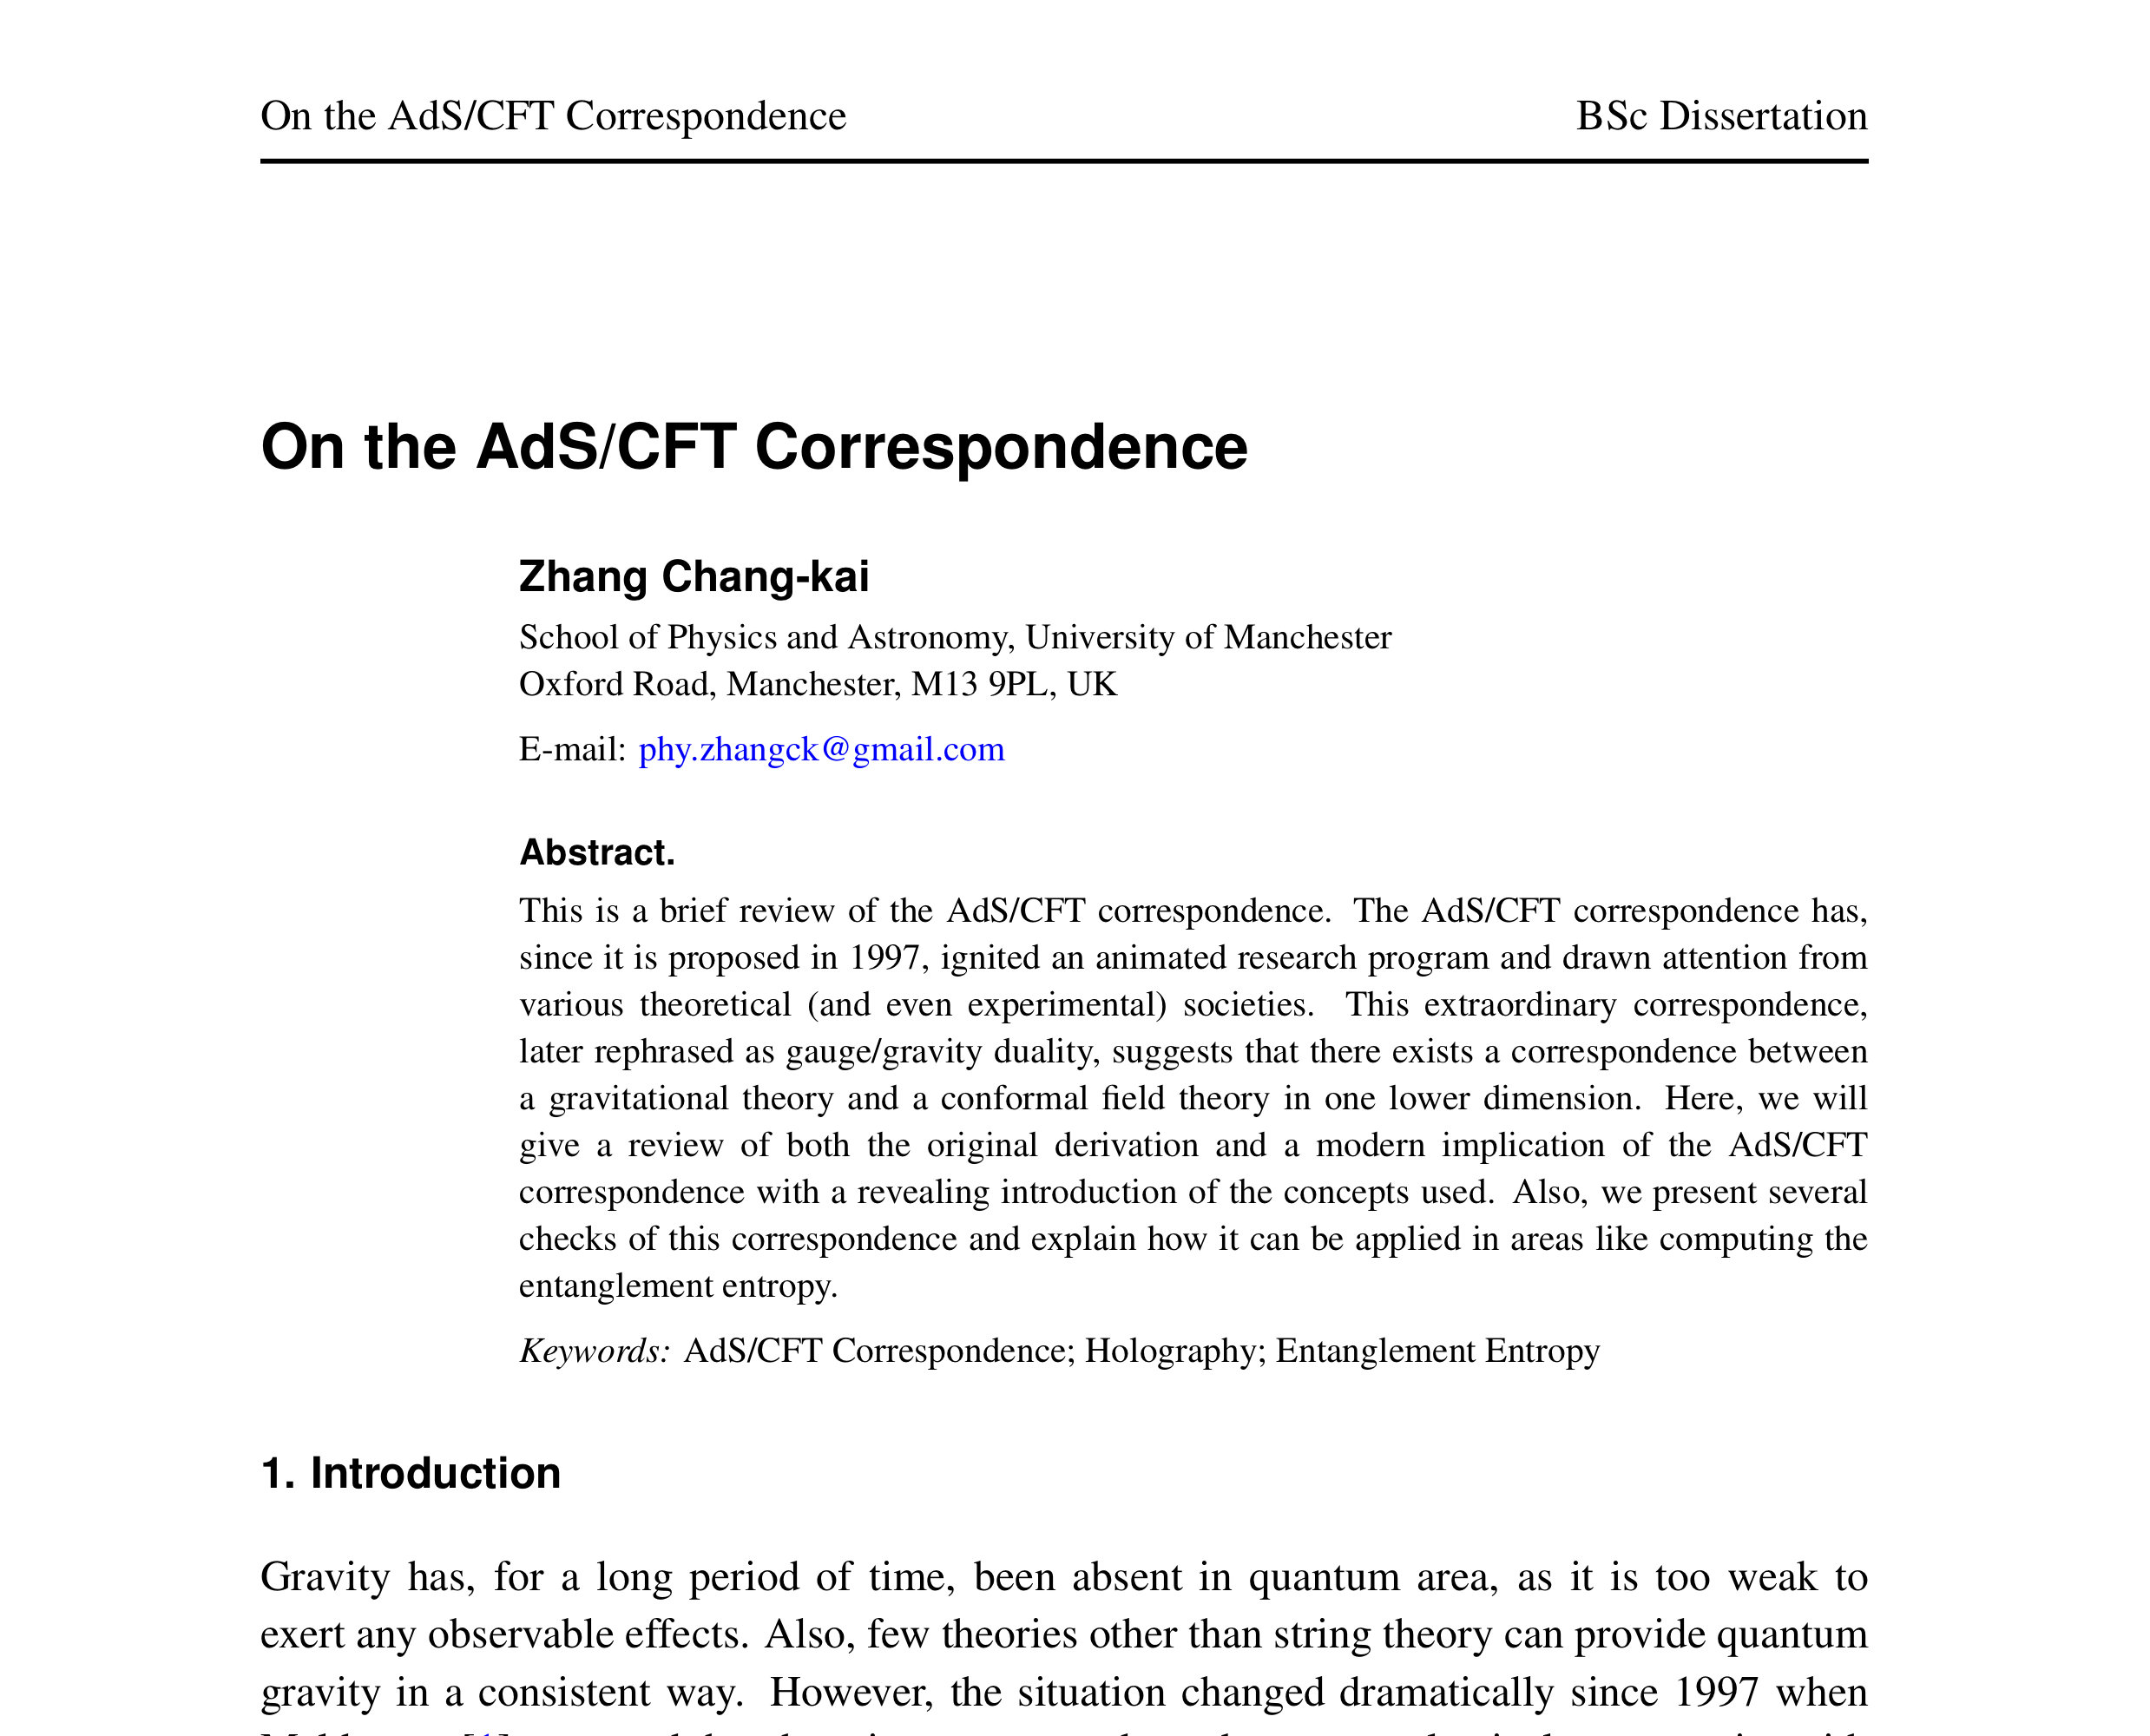 On the AdS/CFT Correspondence BSc Dissertation
On the AdS/CFT Correspondence
Zhang Chang-kai
School of Physics and Astronomy, University of Manchester
Oxford Road, Manchester, M13 9PL, UK
E-mail: phy.zhangck@gmail.com
Abstract.
This is a brief review of the AdS/CFT correspondence. The AdS/CFT correspondence has,
since it is proposed in 1997, ignited an animated research program and drawn attention from
various theoretical (and even experimental) societies. This extraordinary correspondence,
later rephrased as gauge/gravity duality, suggests that there exists a correspondence between
a gravitational theory and a conformal field theory in one lower dimension. Here, we will
give a review of both the original derivation and a modern implication of the AdS/CFT
correspondence with a revealing introduction of the concepts used. Also, we present several
checks of this correspondence and explain how it can be applied in areas like computing the
entanglement entropy.
Keywords: AdS/CFT Correspondence; Holography; Entanglement Entropy
1. Introduction
Gravity has, for a long period of time, been absent in quantum area, as it is too weak to
exert any observable effects. Also, few theories other than string theory can provide quantum
gravity in a consistent way. However, the situation changed dramatically since 1997 when